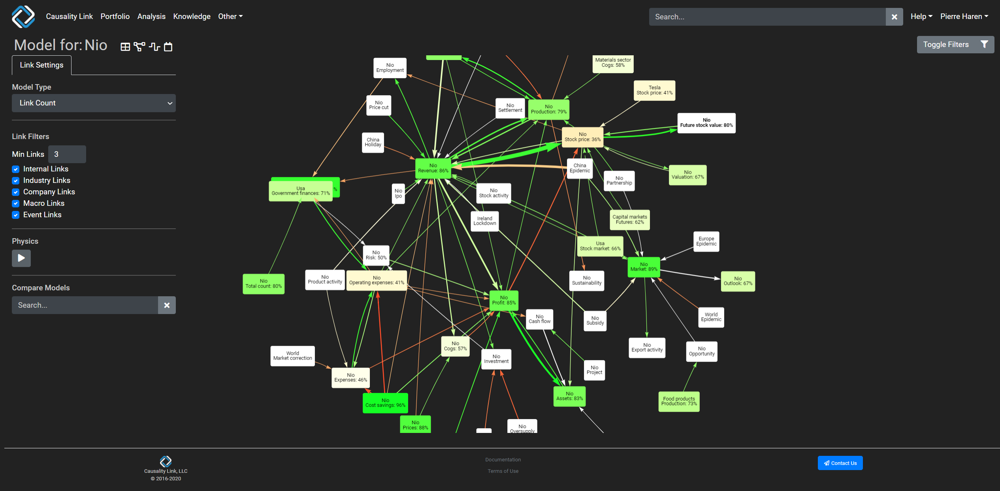 Causality Link Portfolio Analysis Knowledge Other
Search...
Help Pierre Haren
Model for: Nio
Toggle Filters
Link Settings
Model Type
Link Count
Link Filters
Min Links 3
Internal Links
Industry Links
Company Links
Macro Links
Event Links
Physics
Compare Models
Search...
Nio
Employment
Materials sector
Cogs: 58%
Tesla
Stock price: 41%
Nio
Price cut
Nio
Settlement
Nio
Production: 79%
Nio
Future stock value: 80%
China
Holiday
Nio
Stock price: 36%
Nio
Revenue: 86%
China
Epidemic
Nio
Partnership
Nio
Valuation: 67%
%
Usa
Government finances: 71%
Nio
Ipo
Nio
Stock activity
Ireland
Lockdown
Capital markets
Futures: 62%
Usa
Stock market: 66%
Europe
Epidemic
Nio
Risk: 50%
Nio
Market: 89%
Nio
Total count: 80%
Nio
Product activity
Nio
Operating expenses: 41%
Nio
Sustainability
Nio
Outlook: 67%
Nio
Profit: 85%
Nio
Cash flow
Nio
Subsidy
World
Epidemic
Nio
Cogs: 57%
Nio
Export activity
Nio
Opportunity
World
Market correction
Nio
Investment
Nio
Project
Nio
Expenses: 46%
Nio
Assets: 83%
Food products
Production: 73%
Nio
Cost savings: 96%
Nio
Prices: 88%
Nio
Oversupply
Causality Link, LLC
© 2016-2020
Documentation
Terms of Use
Contact Us